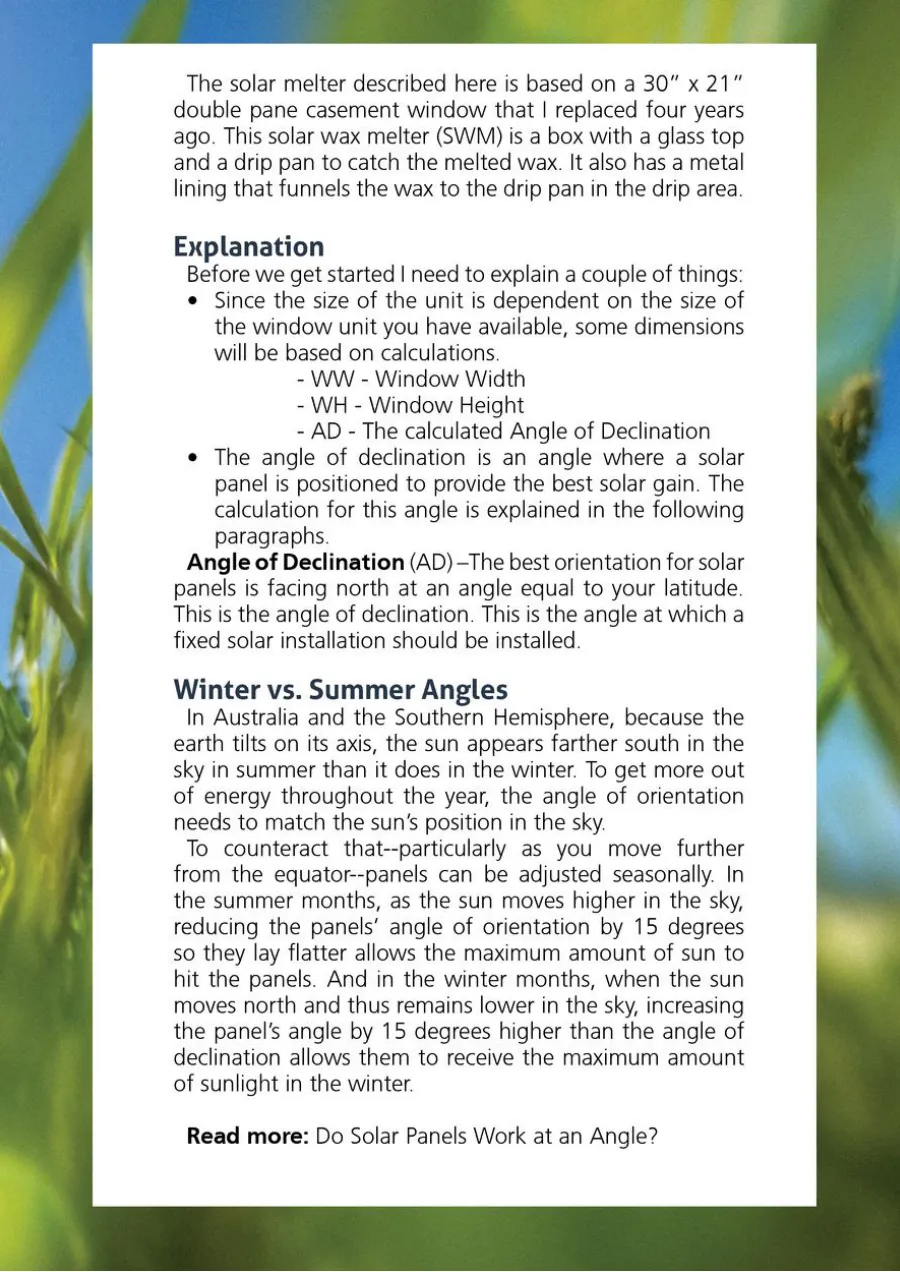 The solar melter described here is based on a 30” x 21”
double pane casement window that I replaced four years
ago. This solar wax melter (SWM) is a box with a glass top
and a drip pan to catch the melted wax. It also has a metal
lining that funnels the wax to the drip pan in the drip area.
Explanation
Before we get started I need to explain a couple of things:
• Since the size of the unit is dependent on the size of
the window unit you have available, some dimensions
will be based on calculations.
- WW - Window Width
- WH - Window Height
- AD - The calculated Angle of Declination
• The angle of declination is an angle where a solar
panel is positioned to provide the best solar gain. The
calculation for this angle is explained in the following
paragraphs.
Angle of Declination (AD) –The best orientation for solar
panels is facing north at an angle equal to your latitude.
This is the angle of declination. This is the angle at which a
fixed solar installation should be installed.
Winter vs. Summer Angles
In Australia and the Southern Hemisphere, because the
earth tilts on its axis, the sun appears farther south in the
sky in summer than it does in the winter. To get more out
of energy throughout the year, the angle of orientation
needs to match the sun’s position in the sky.
To counteract that--particularly as you move further
from the equator--panels can be adjusted seasonally. In
the summer months, as the sun moves higher in the sky,
reducing the panels’ angle of orientation by 15 degrees
so they lay flatter allows the maximum amount of sun to
hit the panels. And in the winter months, when the sun
moves north and thus remains lower in the sky, increasing
the panel’s angle by 15 degrees higher than the angle of
declination allows them to receive the maximum amount
of sunlight in the winter.
Read more: Do Solar Panels Work at an Angle?